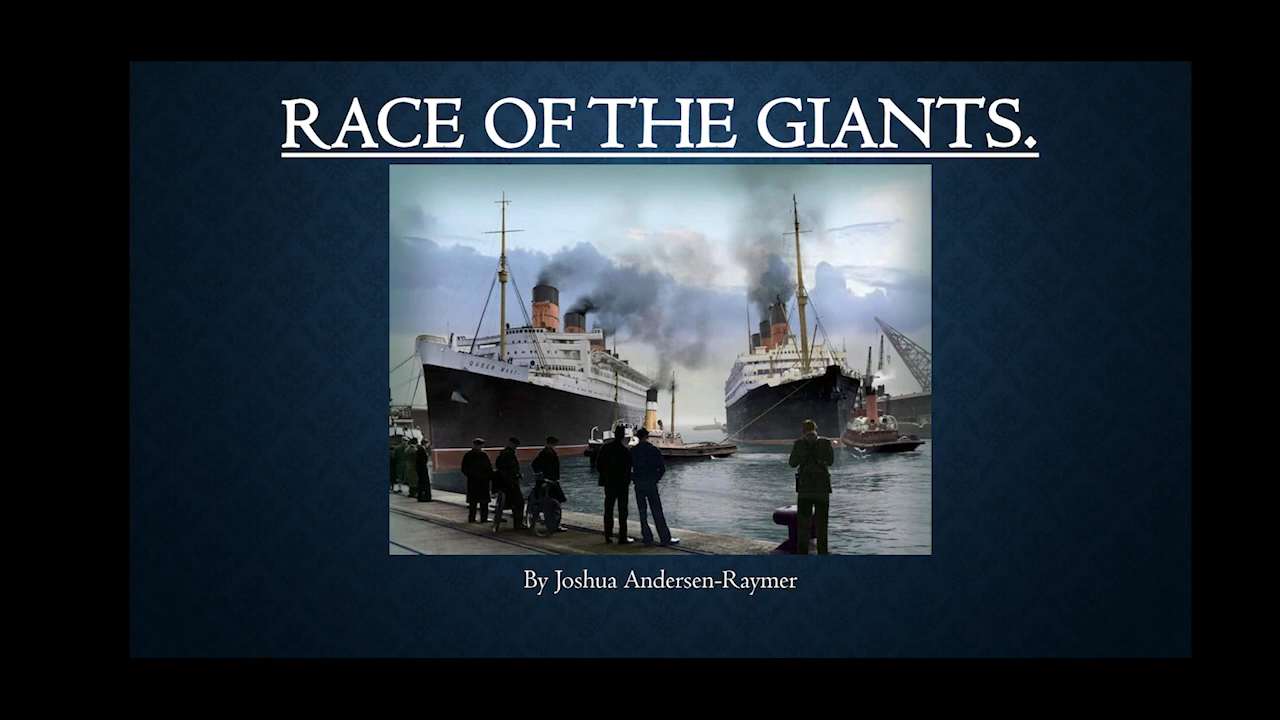 RACE OF THE GIANTS.
QUEEN MARY
By Joshua Andersen-Raymer